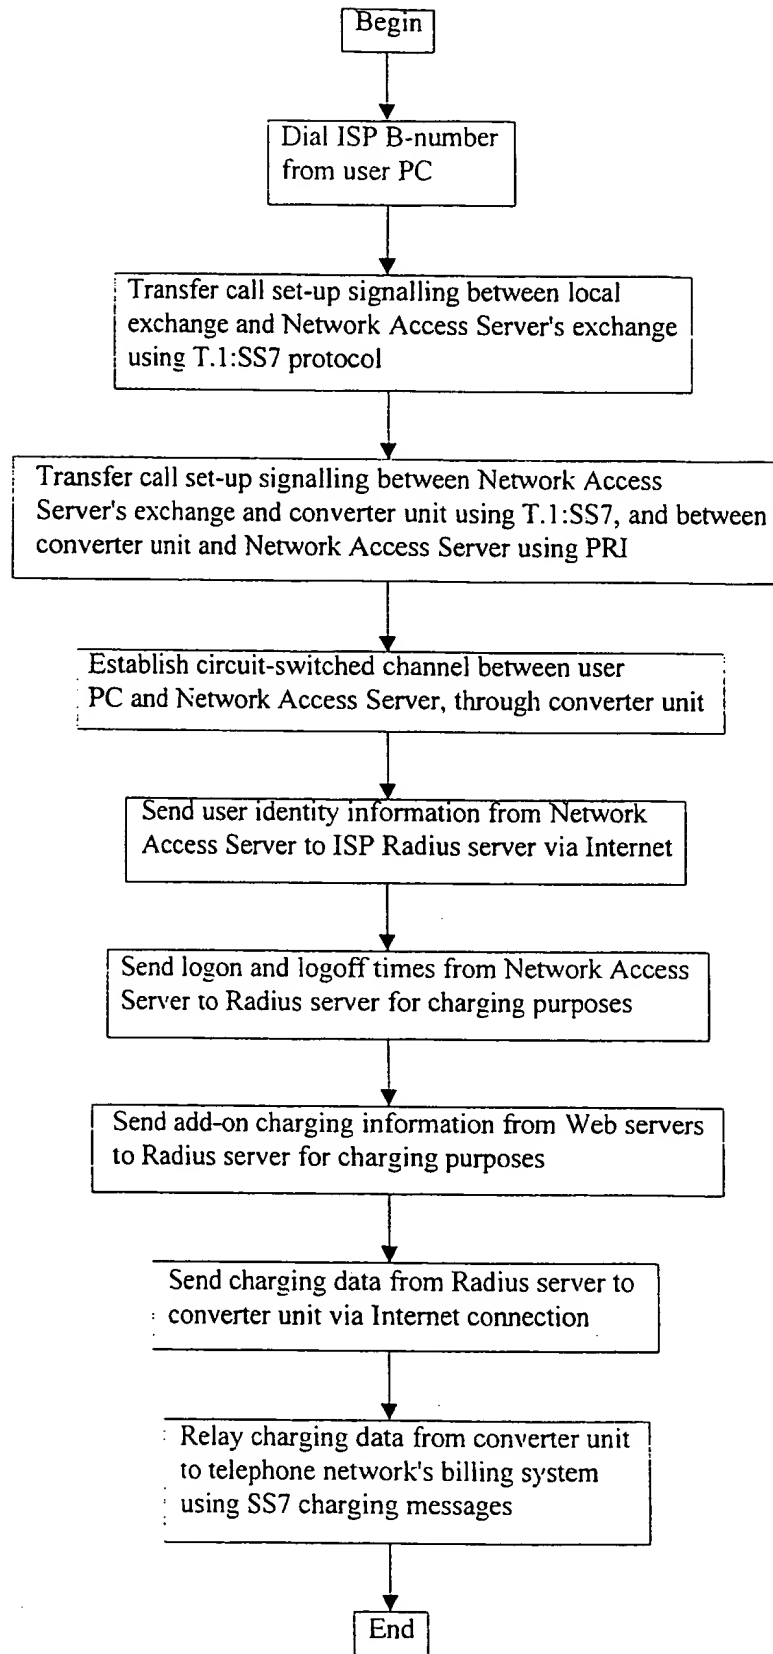 Begin
Dial ISP B-number
from user PC
Transfer call set-up signalling between local
exchange and Network Access Server's exchange
using T.1:SS7 protocol
Transfer call set-up signalling between Network Access
Server's exchange and converter unit using T.1:SS7, and between
converter unit and Network Access Server using PRI
Establish circuit-switched channel between user
PC and Network Access Server, through converter unit
Send user identity information from Network
Access Server to ISP Radius server via Internet
Send logon and logoff times from Network Access
Server to Radius server for charging purposes
Send add-on charging information from Web servers
to Radius server for charging purposes
Send charging data from Radius server to
converter unit via Internet connection
Relay charging data from converter unit
to telephone network's billing system
using SS7 charging messages
End